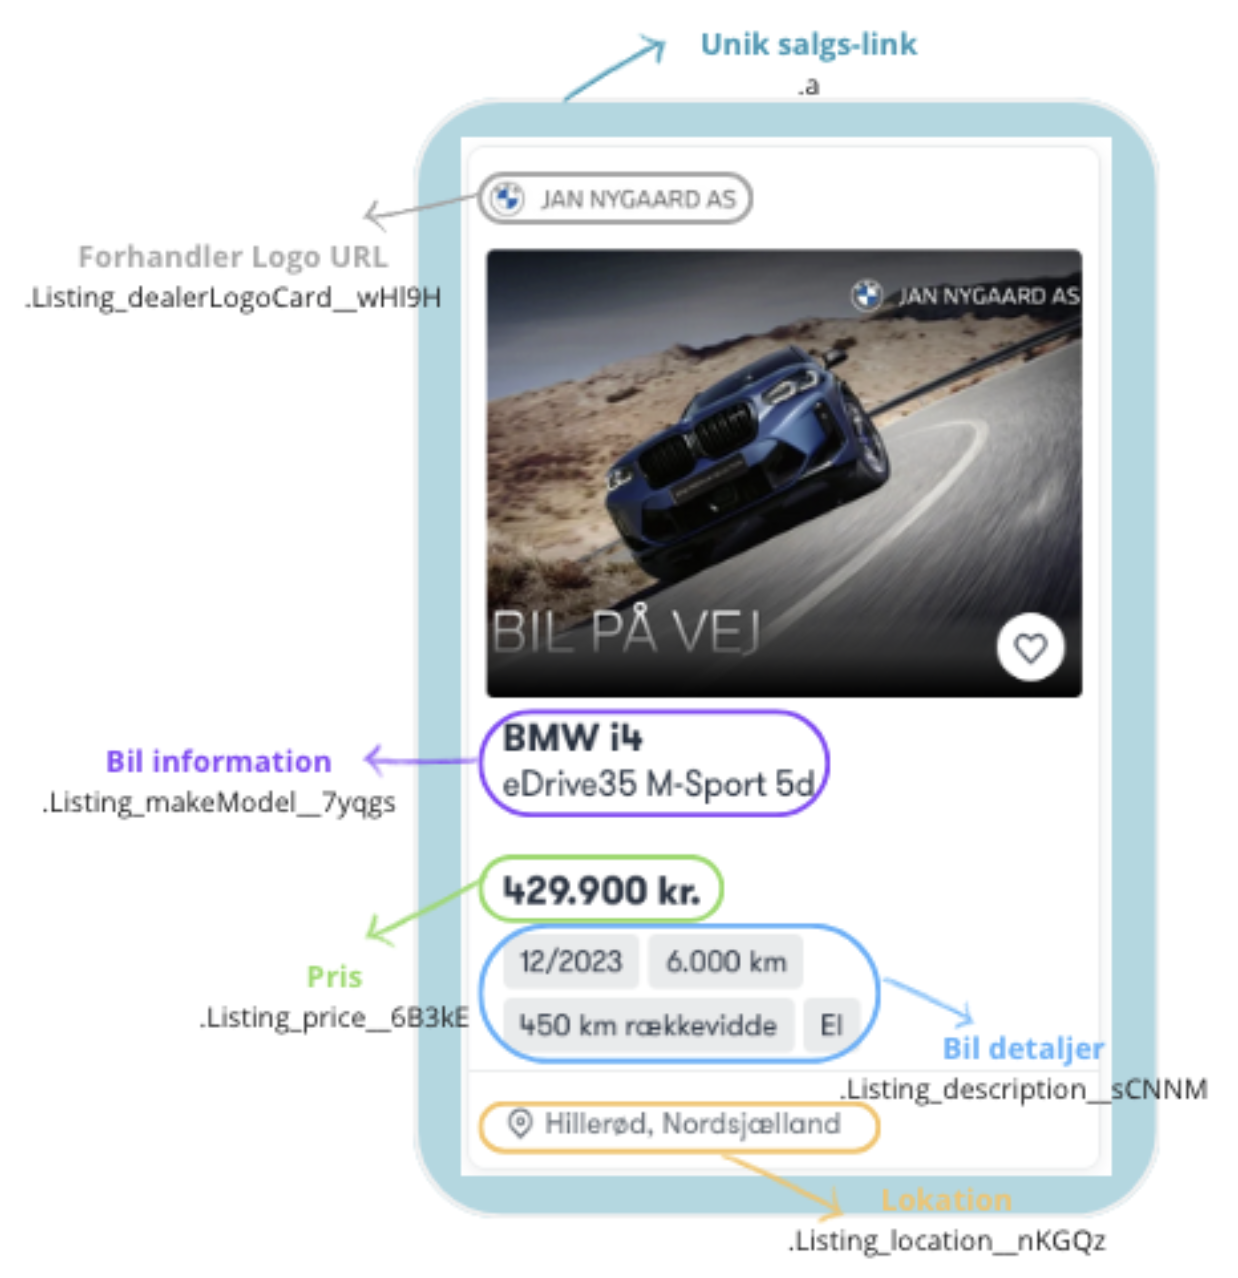 Unik salgs-link
.a
JAN NYGAARD AS
Forhandler Logo URL
.Listing_dealerLogoCard__wHI9H
JAN NYGAARD AS
BIL PÅ VEJ
BMW i4
eDrive35 M-Sport 5d
Bil information
.Listing_makeModel__7yqgs
429.900 kr.
Pris
.Listing_price__6B3kE
12/2023 6.000 km
450 km rækkevidde El
Bil detaljer
.Listing_description__sCNNM
Hillerød, Nordsjælland
Lokation
.Listing_location__nKGQz